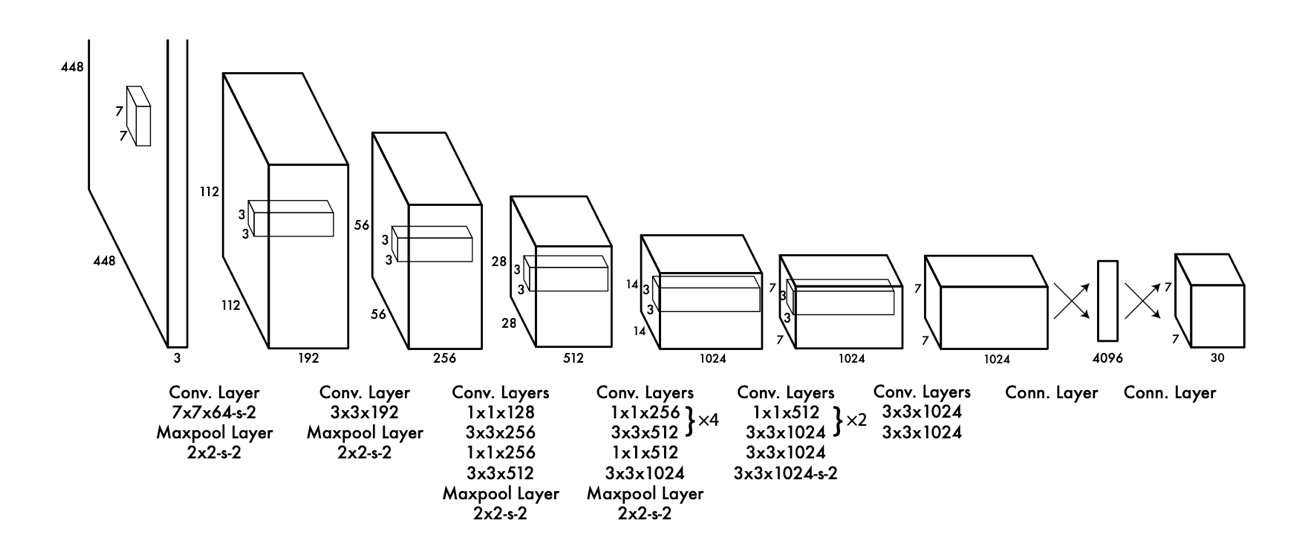 448
7
7
448
3
112
3
3
112
192
56
3
3
56
256
28
3
3
28
512
14
3
3
14
1024
7
3
3
7
1024
7
7
1024
4096
7
7
30
Conv. Layer
7x7x64-s-2
Maxpool Layer
2x2-s-2
Conv. Layer
3x3x192
Maxpool Layer
2x2-s-2
Conv. Layers
1x1x128
3x3x256
1x1x256
3x3x512
Maxpool Layer
2x2-s-2
Conv. Layers
1x1x256
3x3x512
}×4
1x1x512
3x3x1024
Maxpool Layer
2x2-s-2
Conv. Layers
1x1x512
3x3x1024
}×2
3x3x1024
3x3x1024-s-2
Conv. Layers
3x3x1024
3x3x1024
Conn. Layer
Conn. Layer